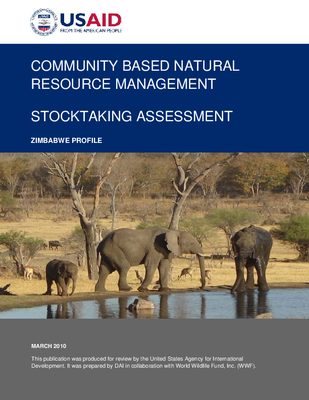 USAID
FROM THE AMERICAN PEOPLE
COMMUNITY BASED NATURAL
RESOURCE MANAGEMENT
STOCKTAKING ASSESSMENT
ZIMBABWE PROFILE
MARCH 2010
This publication was produced for review by the United States Agency for International
Development. It was prepared by DAI in collaboration with World Wildlife Fund, Inc. (WWF).